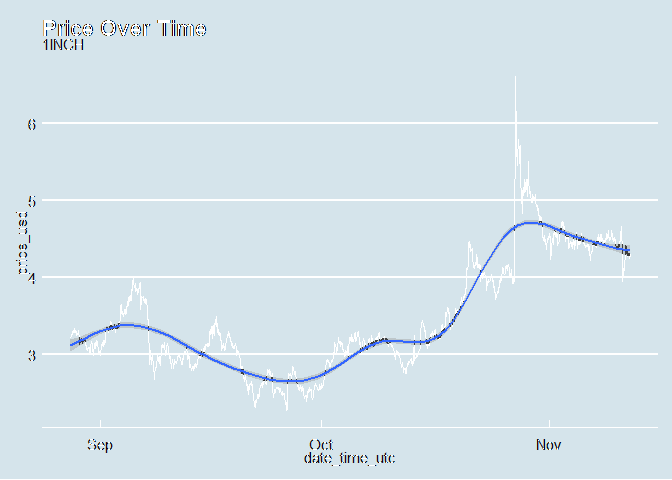 Price Over Time
1INCH
6
5
4
3
price_usd
Sep Oct Nov
date_time_utc